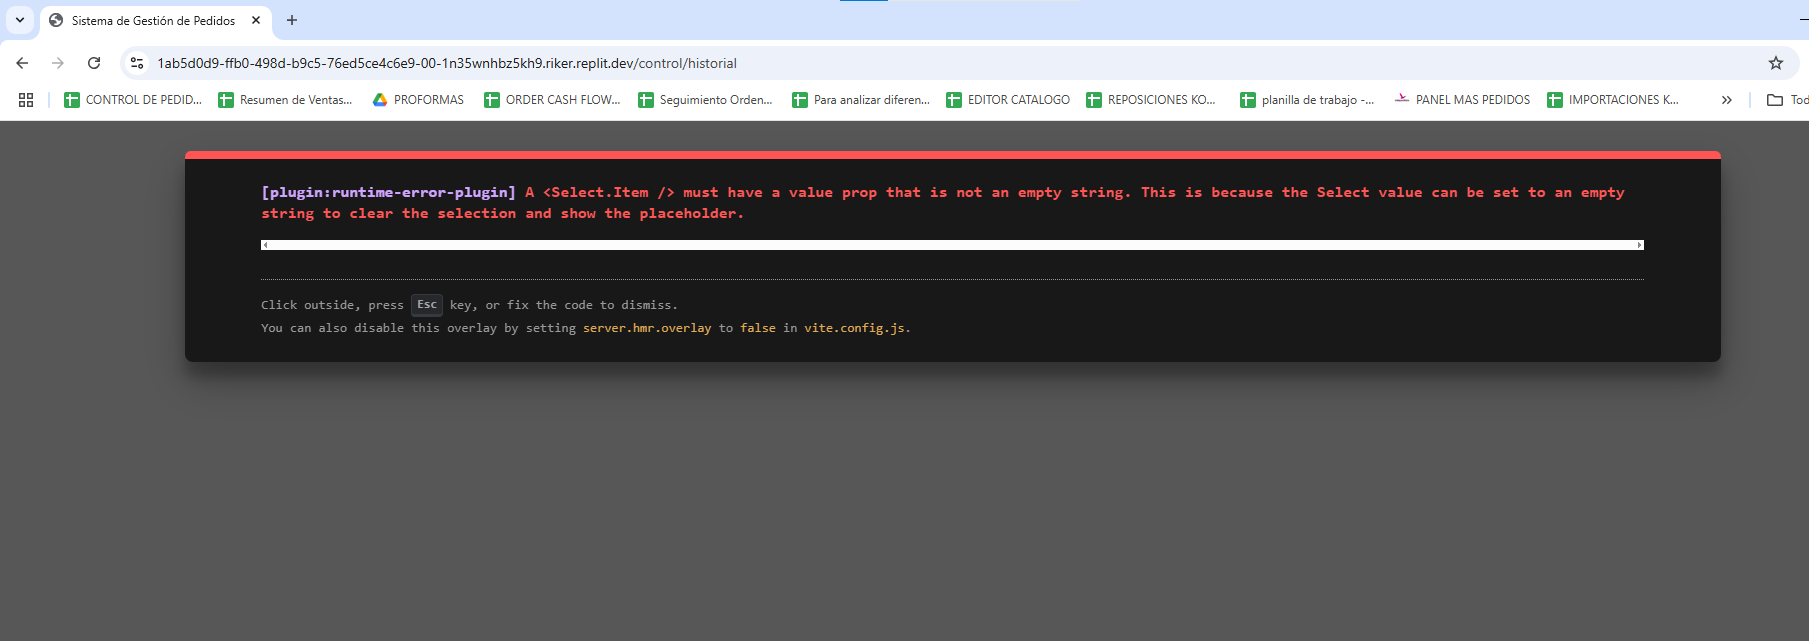 Sistema de Gestión de Pedidos
1ab5d0d9-ffb0-498d-b9c5-76ed5ce4c6e9-00-1n35wnhbz5kh9.riker.replit.dev/control/historial
CONTROL DE PEDID... Resumen de Ventas... PROFORMAS ORDER CASH FLOW... Seguimiento Orden... Para analizar diferen... EDITOR CATALOGO REPOSICIONES KO... planilla de trabajo -... PANEL MAS PEDIDOS IMPORTACIONES K... » Tod
[plugin:runtime-error-plugin] A <Select.Item /> must have a value prop that is not an empty string. This is because the Select value can be set to an empty
string to clear the selection and show the placeholder.
Click outside, press Esc key, or fix the code to dismiss.
You can also disable this overlay by setting server.hmr.overlay to false in vite.config.js.